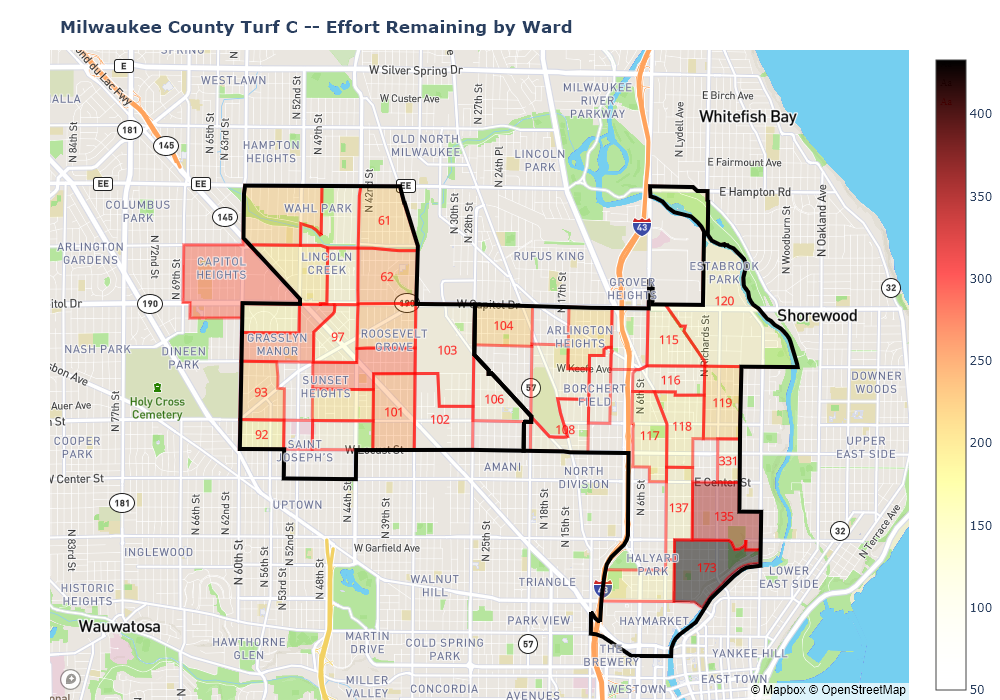 Milwaukee County Turf C -- Effort Remaining by Ward
E
W Silver Spring Dr
WESTLAWN
N 52nd St
W Custer Ave
N 27th St
MILWAUKEE
RIVER
PARKWAY
E Birch Ave
Whitefish Bay
N 84th St
181
145
N 65th St
N 63rd St
N 49th St
HAMPTON
HEIGHTS
OLD NORTH
MILWAUKEE
N 24th Pl
LINCOLN
PARK
N Lydell Ave
E Fairmount Ave
EE
EE
EE
N 42nd St
E Hampton Rd
COLUMBUS
PARK
145
WAHL PARK
61
N 30th St
N 28th St
43
N Woodburn St
N Oakland Ave
ARLINGTON
GARDENS
N 72nd St
N 69th St
CAPITOL
HEIGHTS
LINCOLN
CREEK
62
RUFUS KING
N 17th St
GROVER
HEIGHTS
ESTABROOK
PARK
120
32
190
W Capitol Dr
Shorewood
NASH PARK
DINEEN
PARK
GRASSLYN
MANOR
97
ROOSEVELT
GROVE
103
104
ARLINGTON
HEIGHTS
115
N Richards St
W Keefe Ave
116
DOWNER
WOODS
Holy Cross
Cemetery
N 77th St
93
SUNSET
HEIGHTS
101
102
106
57
BORCHERT
FIELD
108
N 6th St
119
118
117
92
SAINT
JOSEPH'S
W Locust St
COOPER
PARK
UPPER
EAST SIDE
331
W Center St
AMANI
NORTH
DIVISION
E Center St
181
N 66th St
N 62nd St
UPTOWN
N 44th St
N 39th St
N 25th St
N 18th St
N 15th St
N 6th St
137
135
32
N Terrace Ave
N 83rd St
INGLEWOOD
N 60th St
N 56th St
N 53rd St
N 52nd St
N 48th St
W Garfield Ave
HISTORIC
HEIGHTS
WALNUT
HILL
TRIANGLE
HALYARD
PARK
173
LOWER
EAST SIDE
Wauwatosa
HAWTHORNE
GLEN
MARTIN
DRIVE
COLD SPRING
PARK
PARK VIEW
57
HAYMARKET
THE
BREWERY
YANKEE HILL
MILLER
VALLEY
CONCORDIA
AVENUES
WESTOWN
EAST TOWN
© Mapbox © OpenStreetMap
400
350
300
250
200
150
100
50